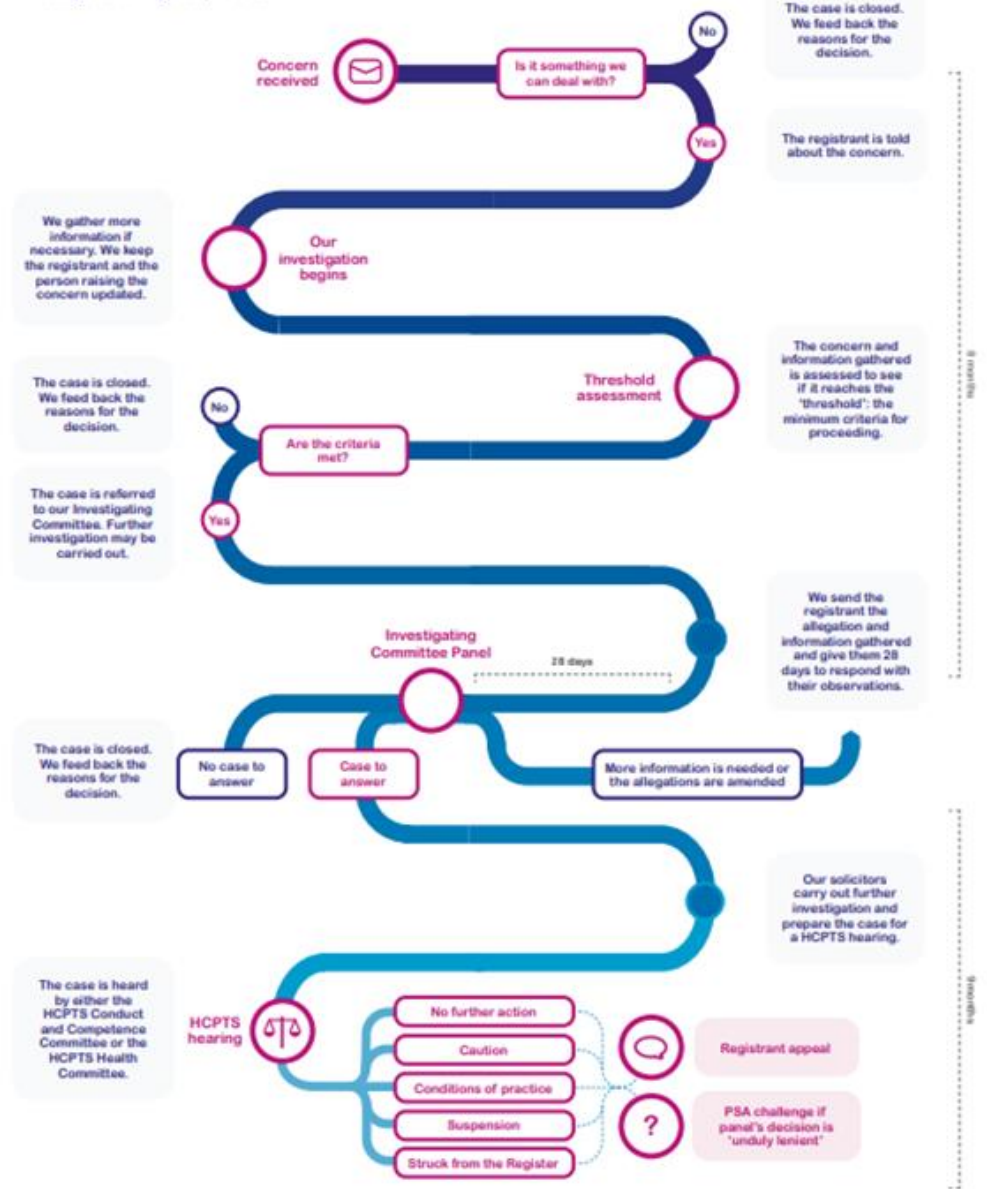 No
The case is closed.
We feed back the
reasons for the
decision.
Concern
received
Is it something we
can deal with?
Yes
The registrant is told
about the concern.
We gather more
information if
necessary. We keep
the registrant and the
person raising the
concern updated.
Our
investigation
begins
The concern and
information gathered
is assessed to see
if it reaches the
'threshold': the
minimum criteria for
proceeding.
Threshold
assessment
The case is closed.
We feed back the
reasons for the
decision.
No
Are the criteria
met?
The case is referred
to our Investigating
Committee. Further
investigation may be
carried out.
Yes
We send the
registrant the
allegation and
information gathered
and give them 28
days to respond with
their observations.
Investigating
Committee Panel
28 days
The case is closed.
We feed back the
reasons for the
decision.
No case to
answer
Case to
answer
More information is needed or
the allegations are amended
Our solicitors
carry out further
investigation and
prepare the case for
a HCPTS hearing.
The case is heard
by either the
HCPTS Conduct
and Competence
Committee or the
HCPTS Health
Committee.
HCPTS
hearing
No further action
Caution
Conditions of practice
Suspension
Struck from the Register
Registrant appeal
?
PSA challenge if
panel's decision is
'unduly lenient'
months
9 months